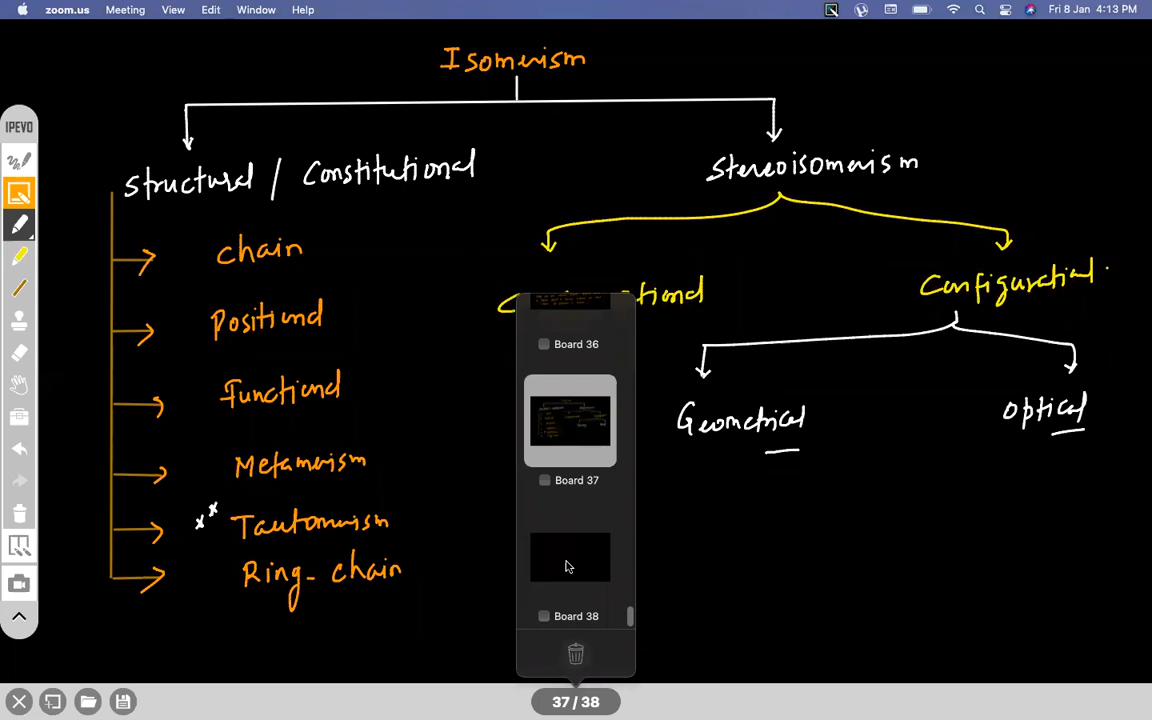 zoom.us Meeting View Edit Window Help Fri 8 Jan 4:13 PM
Isomerism
IPEVO
Structural / Constitutional
Stereoisomerism
chain
Configurational
Positional
Board 36
Functional
Geometrical
Optical
Metamerism
Board 37
** Tautomerism
Ring-chain
Board 38
37 / 38